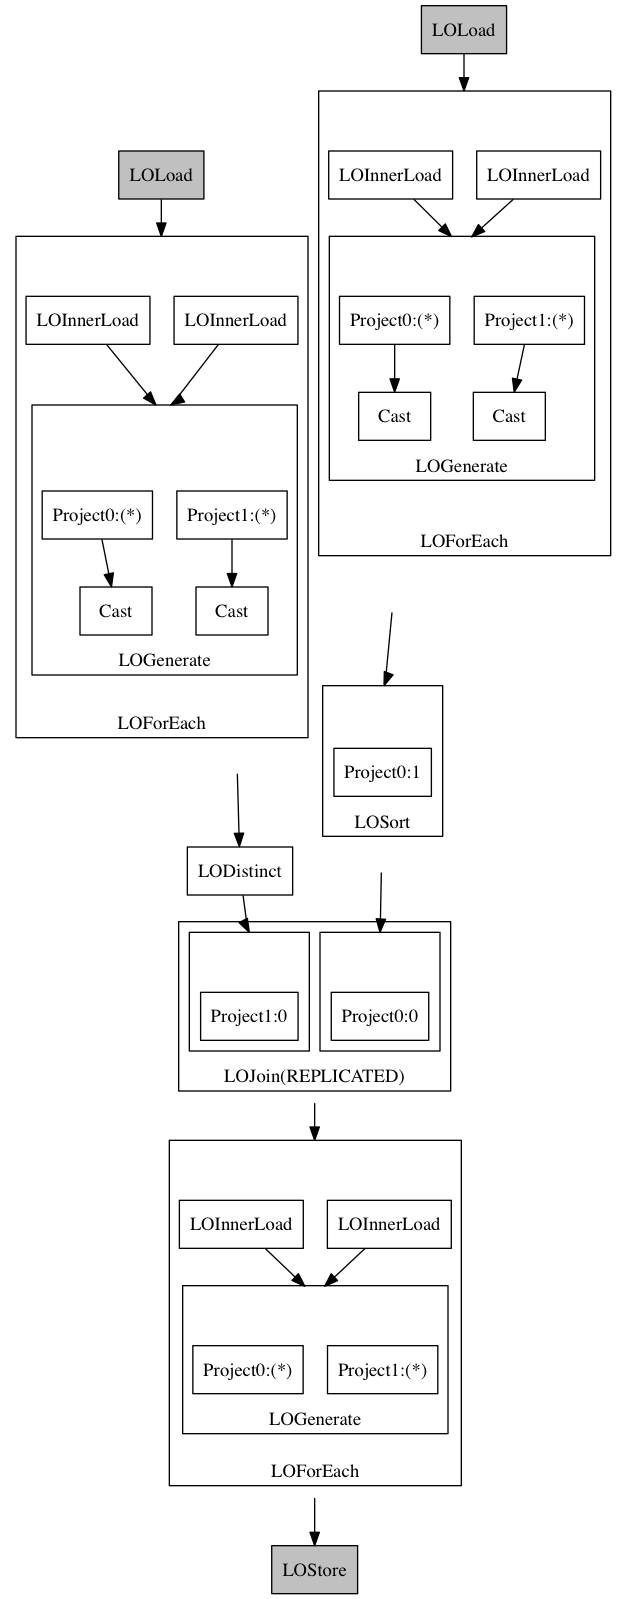 LOLoad
LOInnerLoad LOInnerLoad
Project0:(*) Project1:(*)
Cast Cast
LOGenerate
LOForEach
LOLoad
LOInnerLoad LOInnerLoad
Project0:(*) Project1:(*)
Cast Cast
LOGenerate
LOForEach
Project0:1
LOSort
LODistinct
Project1:0 Project0:0
LOJoin(REPLICATED)
LOInnerLoad LOInnerLoad
Project0:(*) Project1:(*)
LOGenerate
LOForEach
LOStore